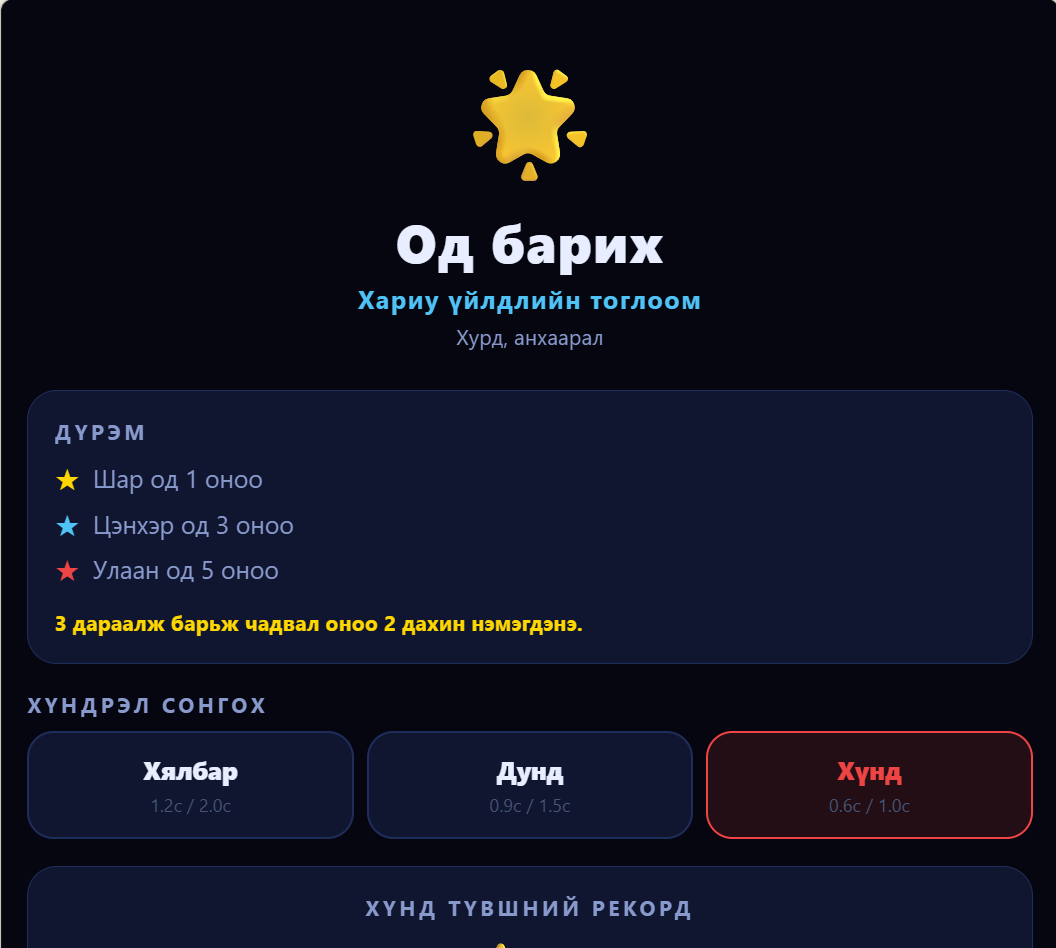 Од барих
Хариу үйлдлийн тоглоом
Хурд, анхаарал
ДҮРЭМ
Шар од 1 оноо
Цэнхэр од 3 оноо
Улаан од 5 оноо
3 дараалж барьж чадвал оноо 2 дахин нэмэгдэнэ.
ХҮНДРЭЛ СОНГОХ
Хялбар
1.2с / 2.0с
Дунд
0.9с / 1.5с
Хүнд
0.6с / 1.0с
ХҮНД ТҮВШНИЙ РЕКОРД